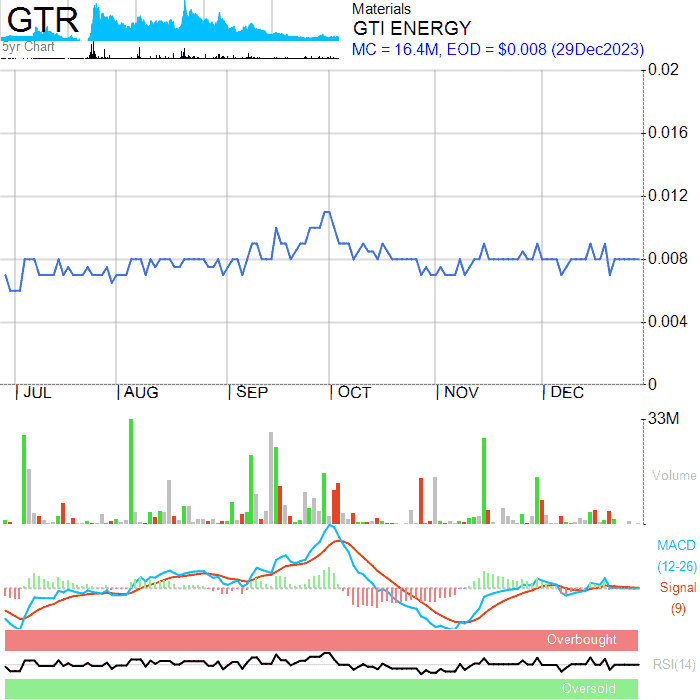 GTR
5yr Chart
Materials
GTI ENERGY
MC = 16.4M, EOD = $0.008 (29Dec2023)
0.02
0.016
0.012
0.008
0.004
0
JUL AUG SEP OCT NOV DEC
33M
Volume
MACD
(12-26)
Signal
(9)
Overbought
RSI(14)
Oversold